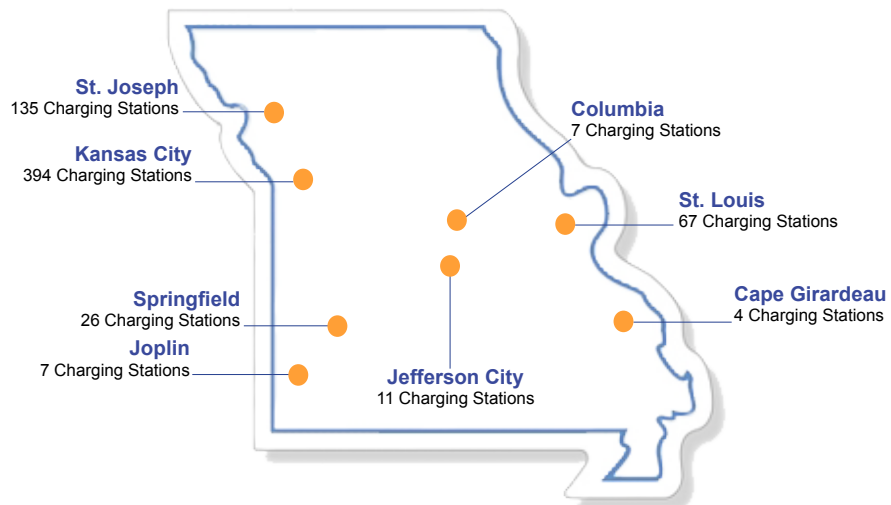 St. Joseph
135 Charging Stations
Columbia
7 Charging Stations
Kansas City
394 Charging Stations
St. Louis
67 Charging Stations
Springfield
26 Charging Stations
Cape Girardeau
4 Charging Stations
Joplin
7 Charging Stations
Jefferson City
11 Charging Stations